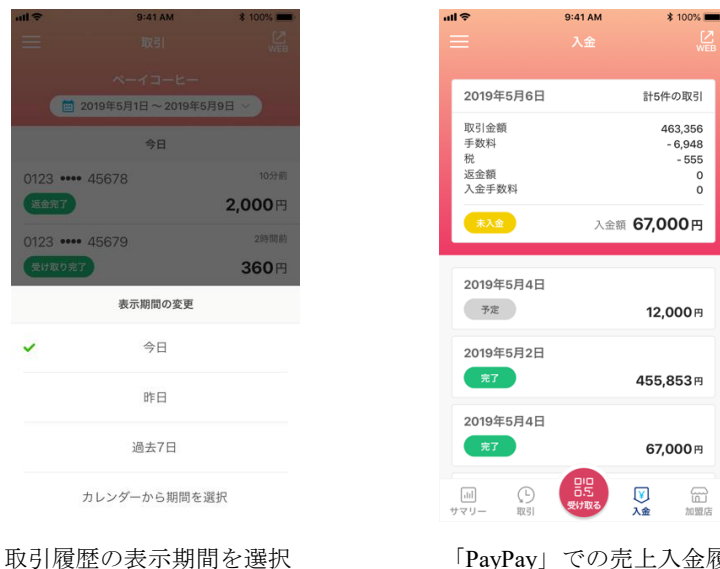 9:41 AM
100%
取引
WEB
ペーイコーヒー
2019年5月1日 ~ 2019年5月9日
今日
0123 •••• 45678
10分前
返金完了
2,000円
0123 •••• 45679
2時間前
受け取り完了
360円
表示期間の変更
今日
昨日
過去7日
カレンダーから期間を選択
取引履歴の表示期間を選択
9:41 AM
100%
入金
WEB
2019年5月6日
計5件の取引
取引金額 463,356
手数料 - 6,948
税 - 555
返金額 0
入金手数料 0
未入金
入金額 67,000円
2019年5月4日
予定
12,000円
2019年5月2日
完了
455,853円
2019年5月4日
完了
67,000円
サマリー
取引
受け取る
入金
加盟店
「PayPay」での売上入金履